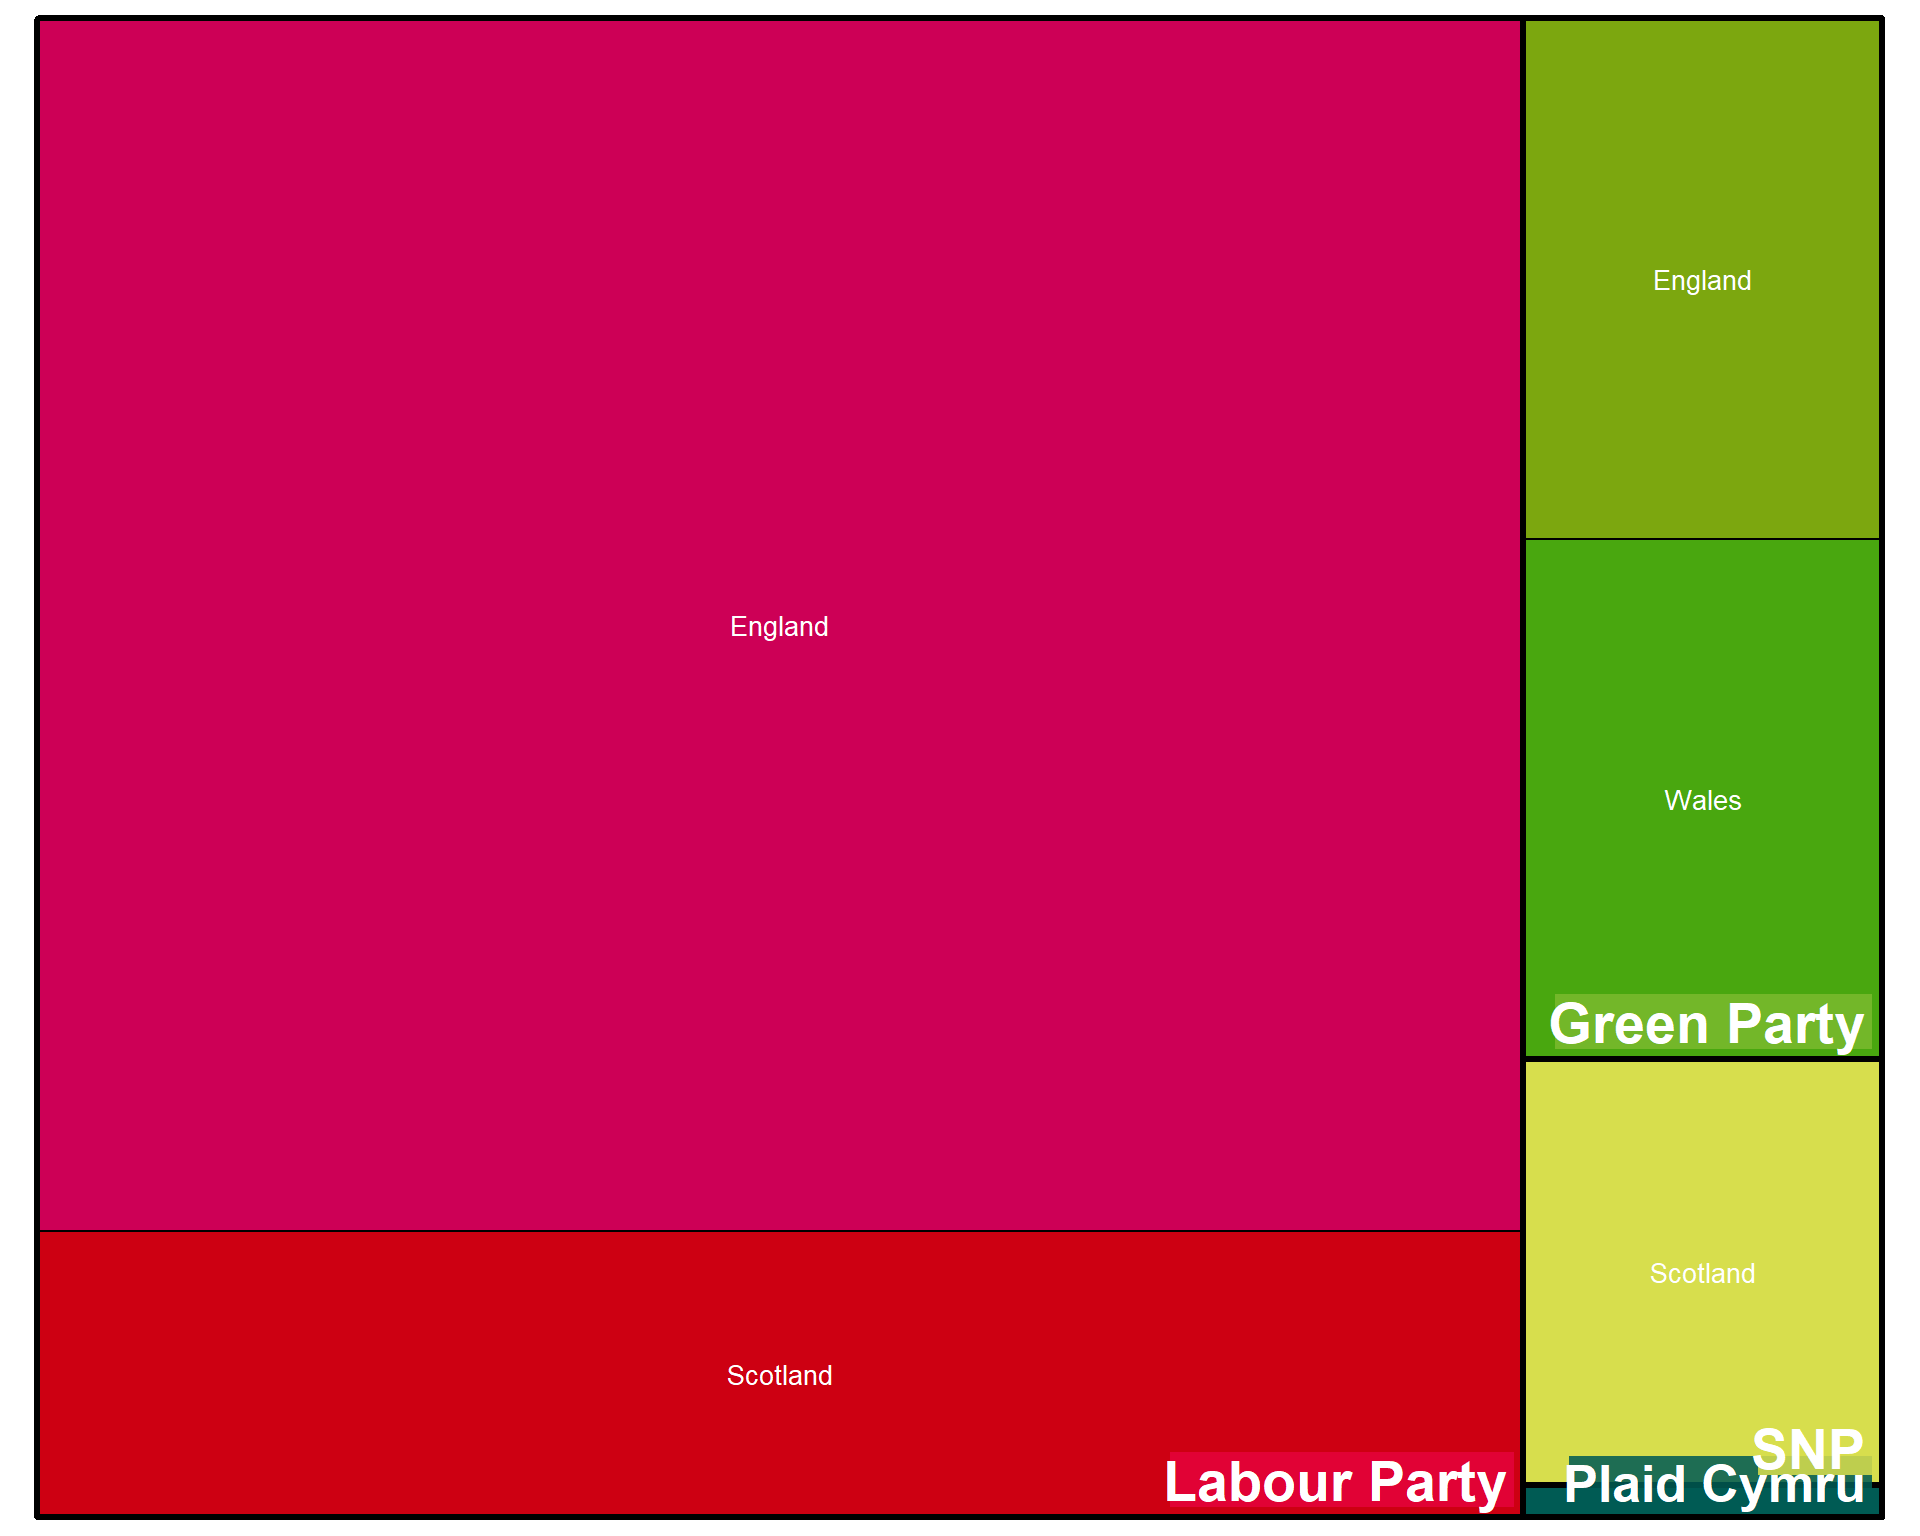 England
England
Wales
Green Party
Scotland
Scotland
SNP
Labour Party
Plaid Cymru